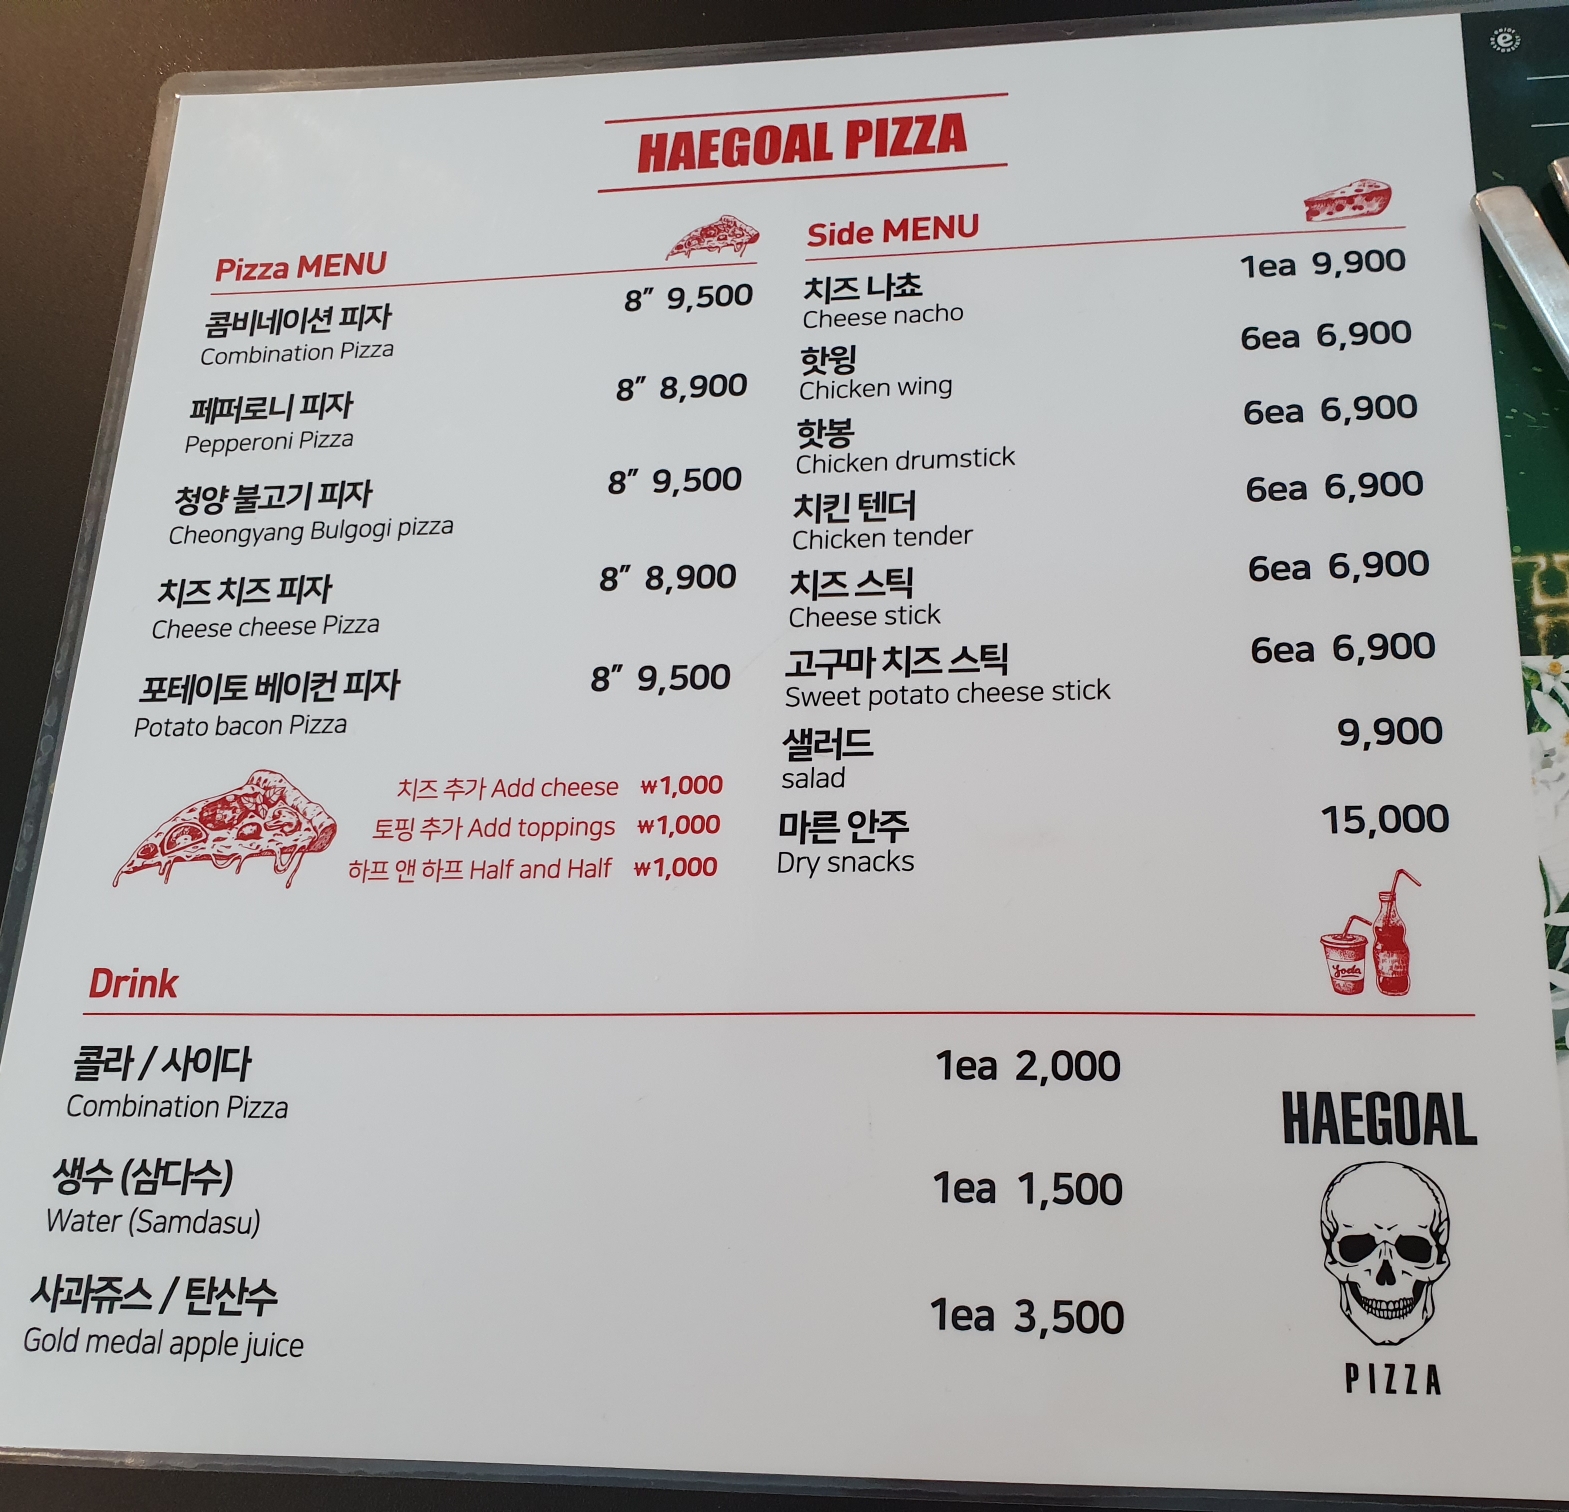 HAEGOAL PIZZA
Pizza MENU
콤비네이션 피자 8″ 9,500
Combination Pizza
페퍼로니 피자 8″ 8,900
Pepperoni Pizza
청양 불고기 피자 8″ 9,500
Cheongyang Bulgogi pizza
치즈 치즈 피자 8″ 8,900
Cheese cheese Pizza
포테이토 베이컨 피자 8″ 9,500
Potato bacon Pizza
치즈 추가 Add cheese ₩1,000
토핑 추가 Add toppings ₩1,000
하프 앤 하프 Half and Half ₩1,000
Side MENU
치즈 나쵸 1ea 9,900
Cheese nacho
핫윙 6ea 6,900
Chicken wing
핫봉 6ea 6,900
Chicken drumstick
치킨 텐더 6ea 6,900
Chicken tender
치즈 스틱 6ea 6,900
Cheese stick
고구마 치즈 스틱 6ea 6,900
Sweet potato cheese stick
샐러드 9,900
salad
마른 안주 15,000
Dry snacks
Soda
Drink
콜라 / 사이다 1ea 2,000
Combination Pizza
생수 (삼다수) 1ea 1,500
Water (Samdasu)
사과쥬스 / 탄산수 1ea 3,500
Gold medal apple juice
HAEGOAL
PIZZA